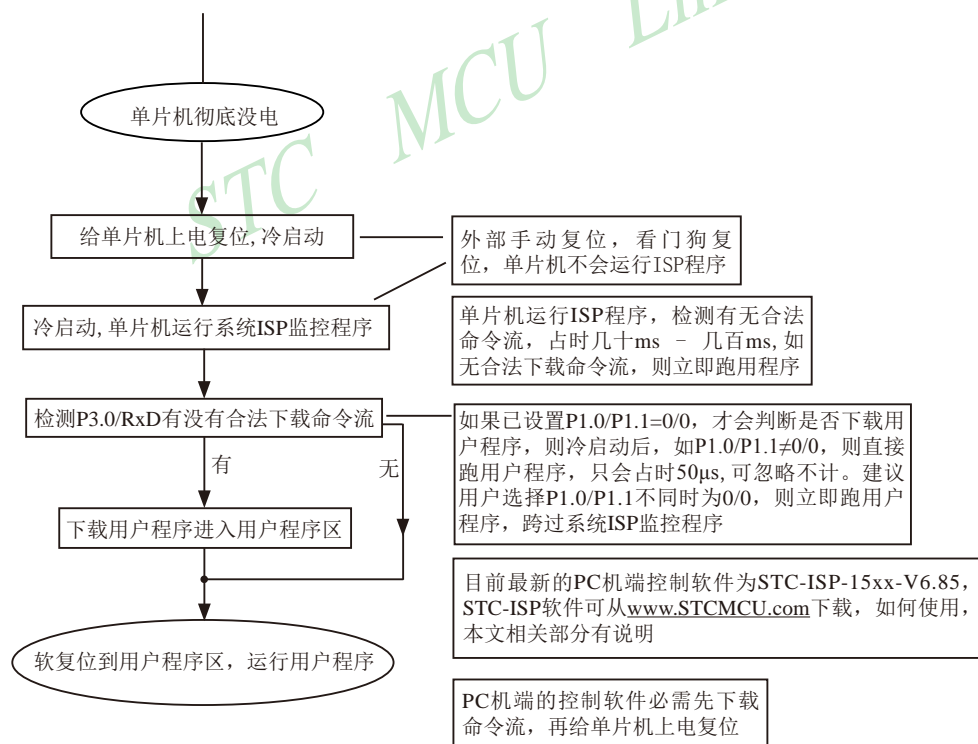 STC MCU Lim
单片机彻底没电
给单片机上电复位,冷启动
外部手动复位，看门狗复
位，单片机不会运行ISP程序
冷启动,单片机运行系统ISP监控程序
单片机运行ISP程序，检测有无合法
命令流，占时几十ms － 几百ms,如
无合法下载命令流，则立即跑用程序
检测P3.0/RxD有没有合法下载命令流
如果已设置P1.0/P1.1=0/0，才会判断是否下载用
户程序，则冷启动后，如P1.0/P1.1≠0/0，则直接
跑用户程序，只会占时50μs,可忽略不计。建议
用户选择P1.0/P1.1不同时为0/0，则立即跑用户
程序，跨过系统ISP监控程序
有
无
下载用户程序进入用户程序区
目前最新的PC机端控制软件为STC-ISP-15xx-V6.85，
STC-ISP软件可从www.STCMCU.com下载，如何使用，
本文相关部分有说明
软复位到用户程序区，运行用户程序
PC机端的控制软件必需先下载
命令流，再给单片机上电复位